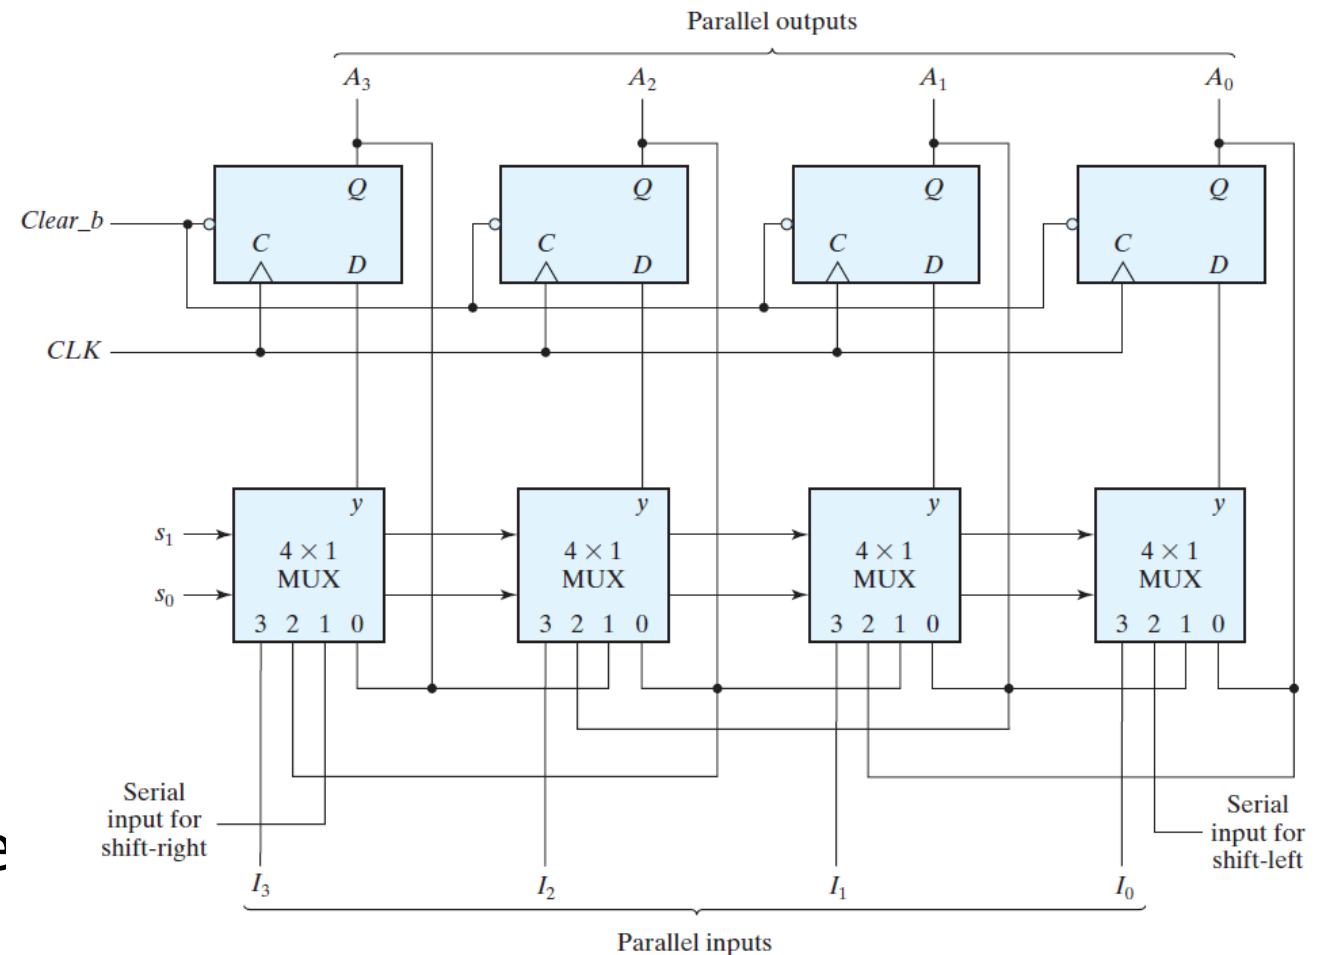 Parallel outputs
A₃ A₂ A₁ A₀
Q Q Q Q
Clear_b
C C C C
D D D D
CLK
y y y y
s₁
4 × 1 4 × 1 4 × 1 4 × 1
MUX MUX MUX MUX
s₀
3 2 1 0 3 2 1 0 3 2 1 0 3 2 1 0
Serial
input for
shift-right
Serial
input for
shift-left
e
I₃ I₂ I₁ I₀
Parallel inputs